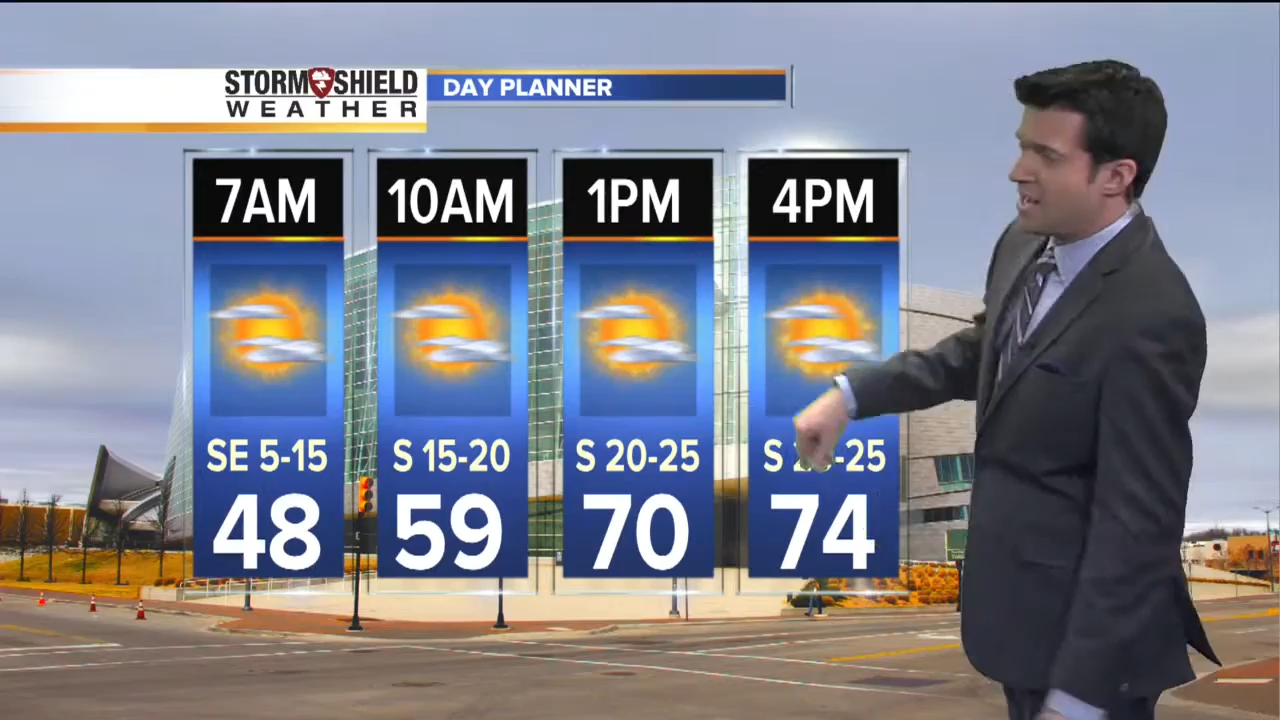 STORM SHIELD
WEATHER
DAY PLANNER
7AM
10AM
1PM
4PM
SE 5-15
S 15-20
S 20-25
S -25
48
59
70
74